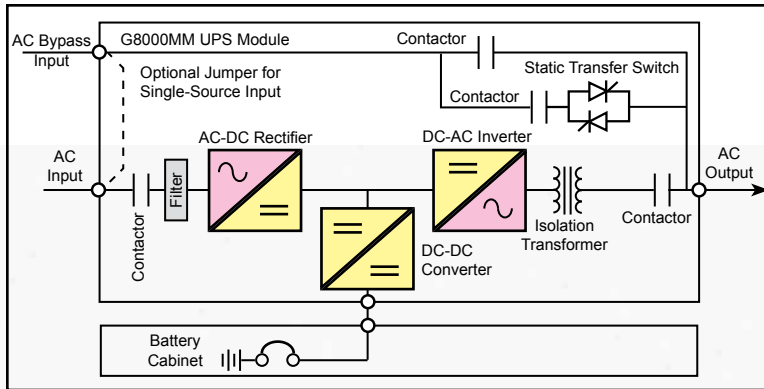 AC Bypass
Input
G8000MM UPS Module
Contactor
Optional Jumper for
Single-Source Input
Static Transfer Switch
Contactor
AC-DC Rectifier
DC-AC Inverter
AC
Input
AC
Output
Filter
Contactor
Isolation
Transformer
Contactor
DC-DC
Converter
Battery
Cabinet